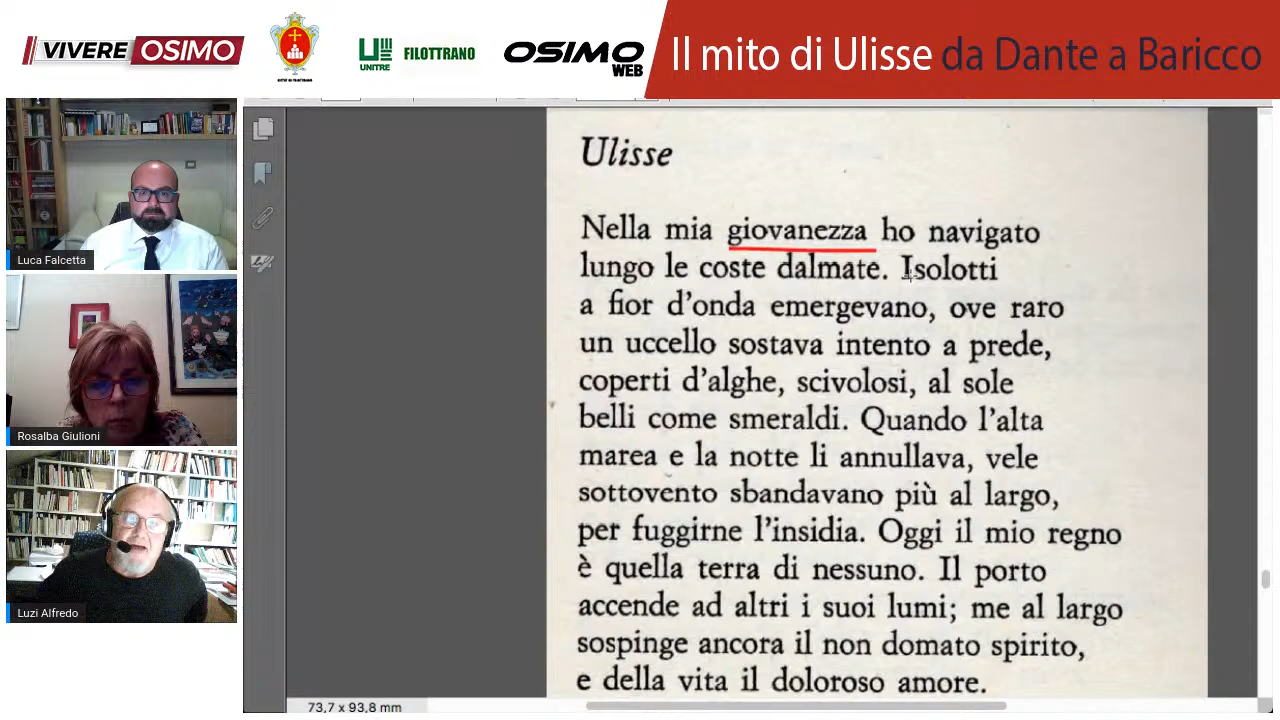 VIVERE OSIMO
CITTÀ DI FILOTTRANO
UNITRE
FILOTTRANO
OSIMO
WEB
Il mito di Ulisse da Dante a Baricco
Luca Falcetta
Rosalba Giulioni
Luzi Alfredo
Ulisse
Nella mia giovanezza ho navigato
lungo le coste dalmate. Isolotti
a fior d’onda emergevano, ove raro
un uccello sostava intento a prede,
coperti d’alghe, scivolosi, al sole
belli come smeraldi. Quando l’alta
marea e la notte li annullava, vele
sottovento sbandavano più al largo,
per fuggirne l’insidia. Oggi il mio regno
è quella terra di nessuno. Il porto
accende ad altri i suoi lumi; me al largo
sospinge ancora il non domato spirito,
e della vita il doloroso amore.
73,7 x 93,8 mm